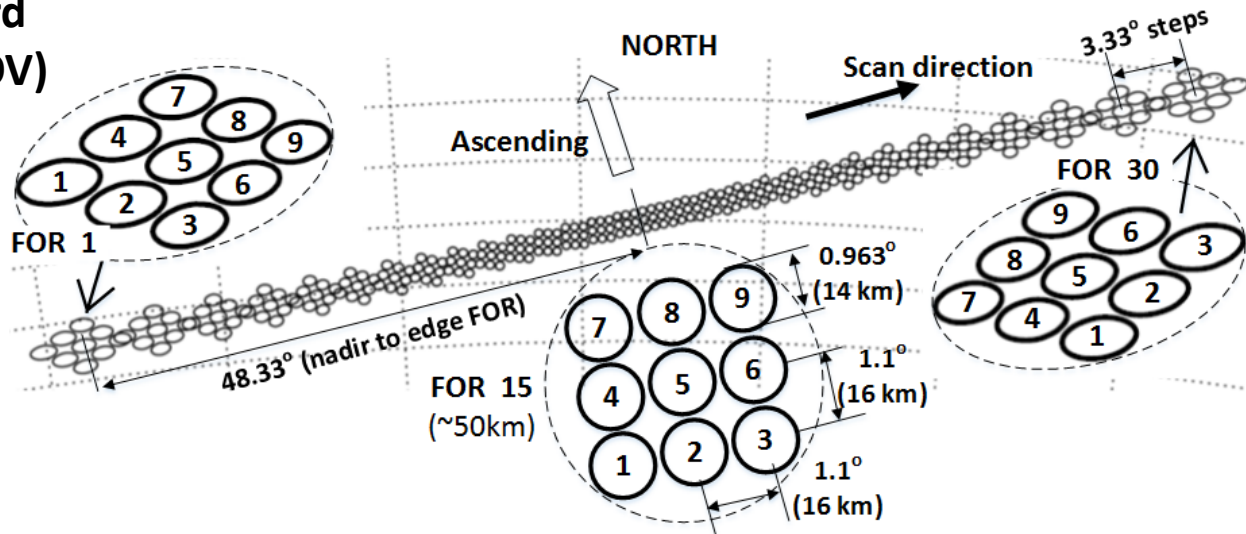 NORTH
3.33° steps
Scan direction
Ascending
7
4
8
1
5
9
2
6
3
FOR 1
FOR 30
9
6
3
8
5
2
7
4
1
48.33° (nadir to edge FOR)
FOR 15
(~50km)
7
8
9
4
5
6
1
2
3
0.963°
(14 km)
1.1°
(16 km)
1.1°
(16 km)